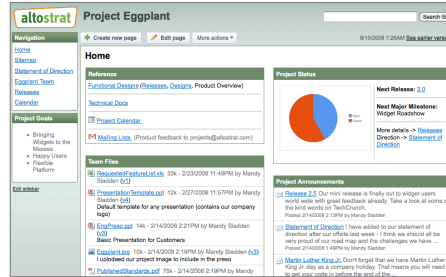 altostrat
Project Eggplant
Search S
Create new page
Edit page
More actions
8/10/2008 7:26AM See earlier vers
Navigation
Home
Sitemap
Statement of Direction
Eggplant Team
Releases
Calendar
Project Goals
Bringing
Widgets to the
Masses
Happy Users
Flexible
Platform
Edit sidebar
Home
Reference
Functional Designs (Releases, Designs, Product Overview)
Technical Docs
Project Calendar
Mailing Lists (Product feedback to projects@altostrat.com)
Team Files
RequestedFeatureList.xls 33k - 2/23/2008 11:49PM by Mandy
Sladden (v1)
PresentationTemplate.ppt 12k - 2/27/2008 11:57PM by Mandy
Sladden (v4)
Default template for any presentation (contains our company
logo)
EngPreso.ppt 14k - 2/14/2008 2:21PM by Mandy Sladden
(v3)
Basic Presentation for Customers
Eggplant.jpg 10k - 2/14/2008 2:19PM by Mandy Sladden (v3)
I uploaded our project image to include in the preso
PublishedStandards.pdf 75k - 2/14/2008 2:19PM by Mandy
Project Status
Next Release: 3.0
Next Major Milestone:
Widget Roadshow
More details -> Releases
Direction -> Statement of
Direction
Project Announcements
Release 2.5 Our mini release is finally out to widget users
world wide with great feedback already. Take a look at some o
the kind words on TechCrunch.
Posted 2/14/2008 2:13PM by Mandy Sladden
Statement of Direction I have added to our statement of
direction after our offsite last week - I think we should all be
very proud of our road map and the challenges we have ...
Posted 2/14/2008 1:49PM by Mandy Sladden
Martin Luther King Jr. Don't forget that we have Martin Luthe
King Jr. day as a company holiday. That means you will need
to get your code in before the end of the